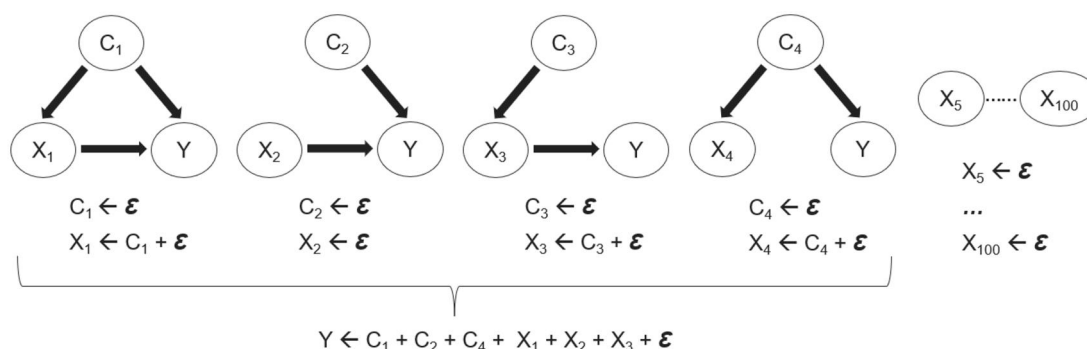 C₁ C₂ C₃ C₄
X₅ ...... X₁₀₀
X₁ Y X₂ Y X₃ Y X₄ Y
X₅ ← 𝜺
C₁ ← 𝜺 C₂ ← 𝜺 C₃ ← 𝜺 C₄ ← 𝜺 ...
X₁ ← C₁ + 𝜺 X₂ ← 𝜺 X₃ ← C₃ + 𝜺 X₄ ← C₄ + 𝜺 X₁₀₀ ← 𝜺
Y ← C₁ + C₂ + C₄ + X₁ + X₂ + X₃ + 𝜺